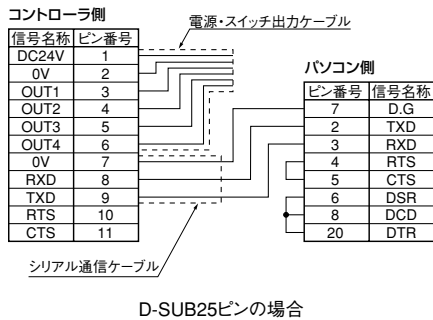 コントローラ側
電源・スイッチ出力ケーブル
信号名称 ピン番号
DC24V 1
0V 2
OUT1 3
OUT2 4
OUT3 5
OUT4 6
0V 7
RXD 8
TXD 9
RTS 10
CTS 11
パソコン側
ピン番号 信号名称
7 D.G
2 TXD
3 RXD
4 RTS
5 CTS
6 DSR
8 DCD
20 DTR
シリアル通信ケーブル
D-SUB25ピンの場合